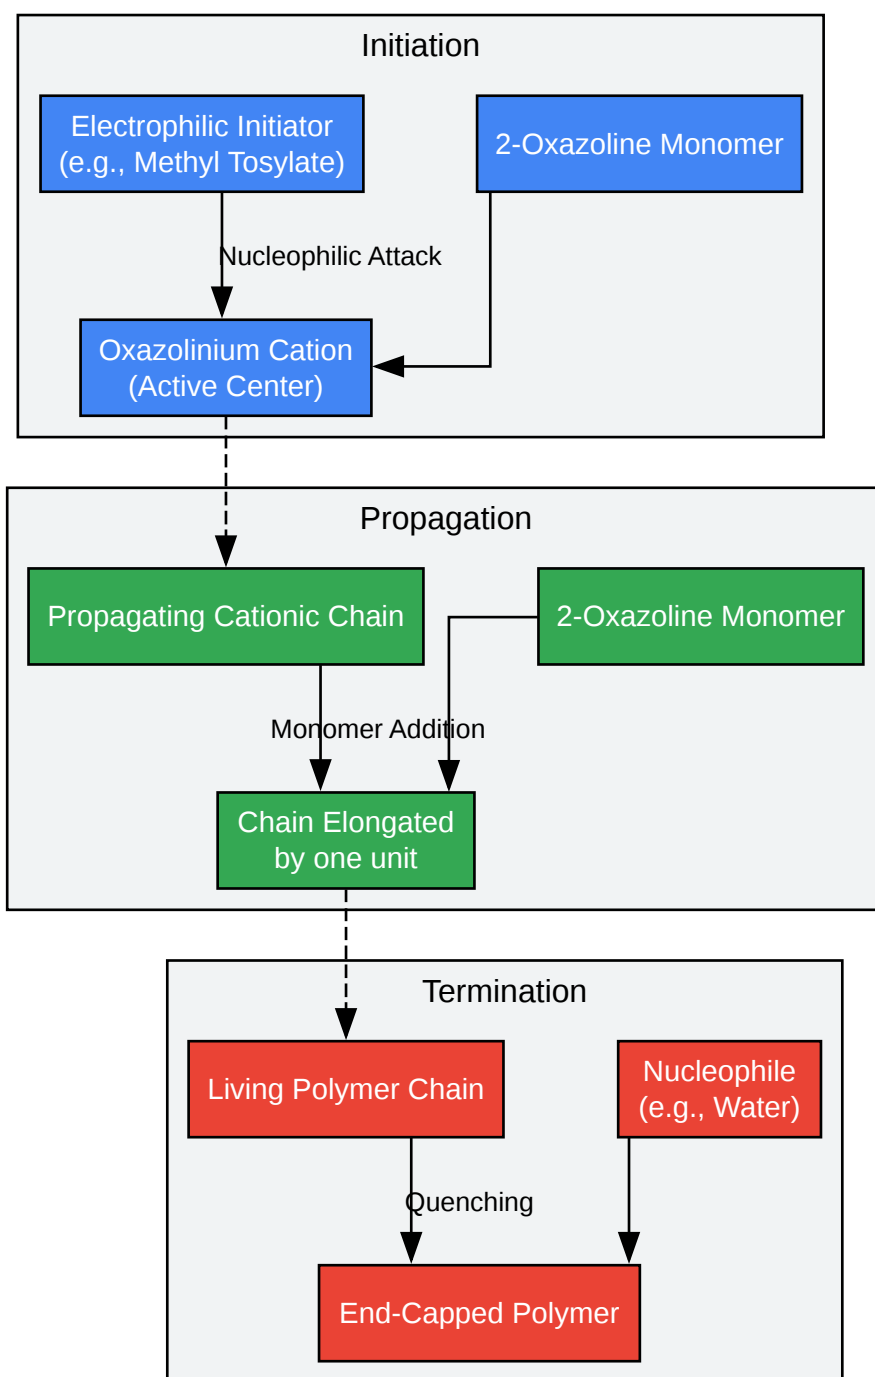 Initiation
Electrophilic Initiator
(e.g., Methyl Tosylate)
2-Oxazoline Monomer
Nucleophilic Attack
Oxazolinium Cation
(Active Center)
Propagation
Propagating Cationic Chain
2-Oxazoline Monomer
Monomer Addition
Chain Elongated
by one unit
Termination
Living Polymer Chain
Nucleophile
(e.g., Water)
Quenching
End-Capped Polymer